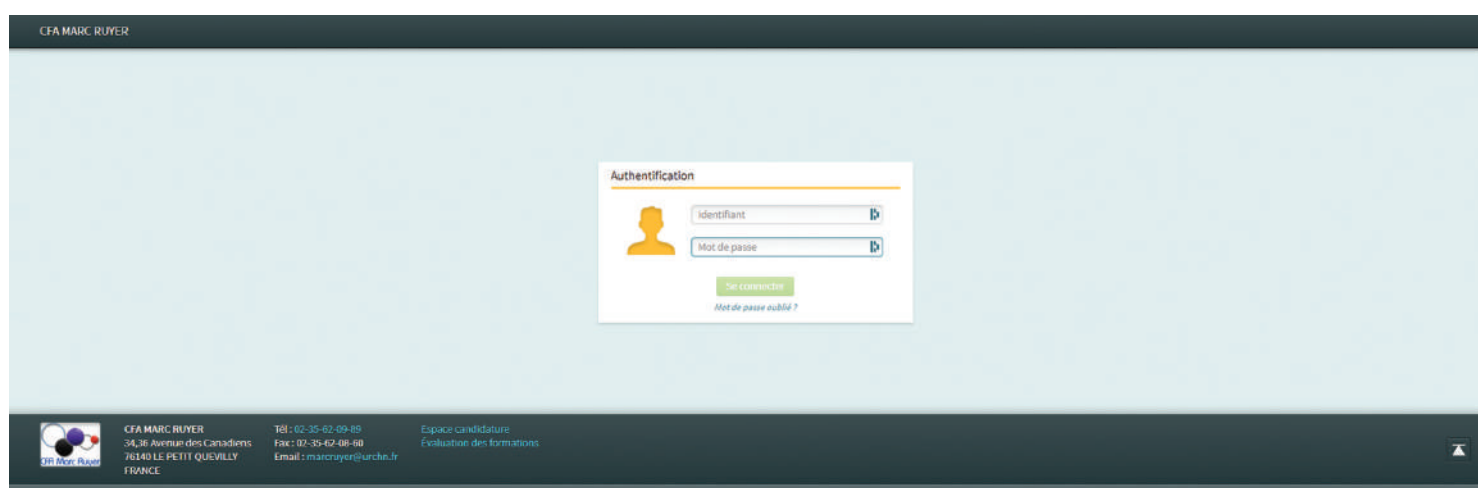 CFA MARC RUYER
Authentification
Identifiant
Mot de passe
Se connecter
Mot de passe oublié ?
CFA Marc Ruyer
CFA MARC RUYER
34,36 Avenue des Canadiens
76140 LE PETIT QUEVILLY
FRANCE
Tél : 02-35-62-09-89
Fax : 02-35-62-08-60
Email : marcruyer@urchn.fr
Espace candidature
Évaluation des formations